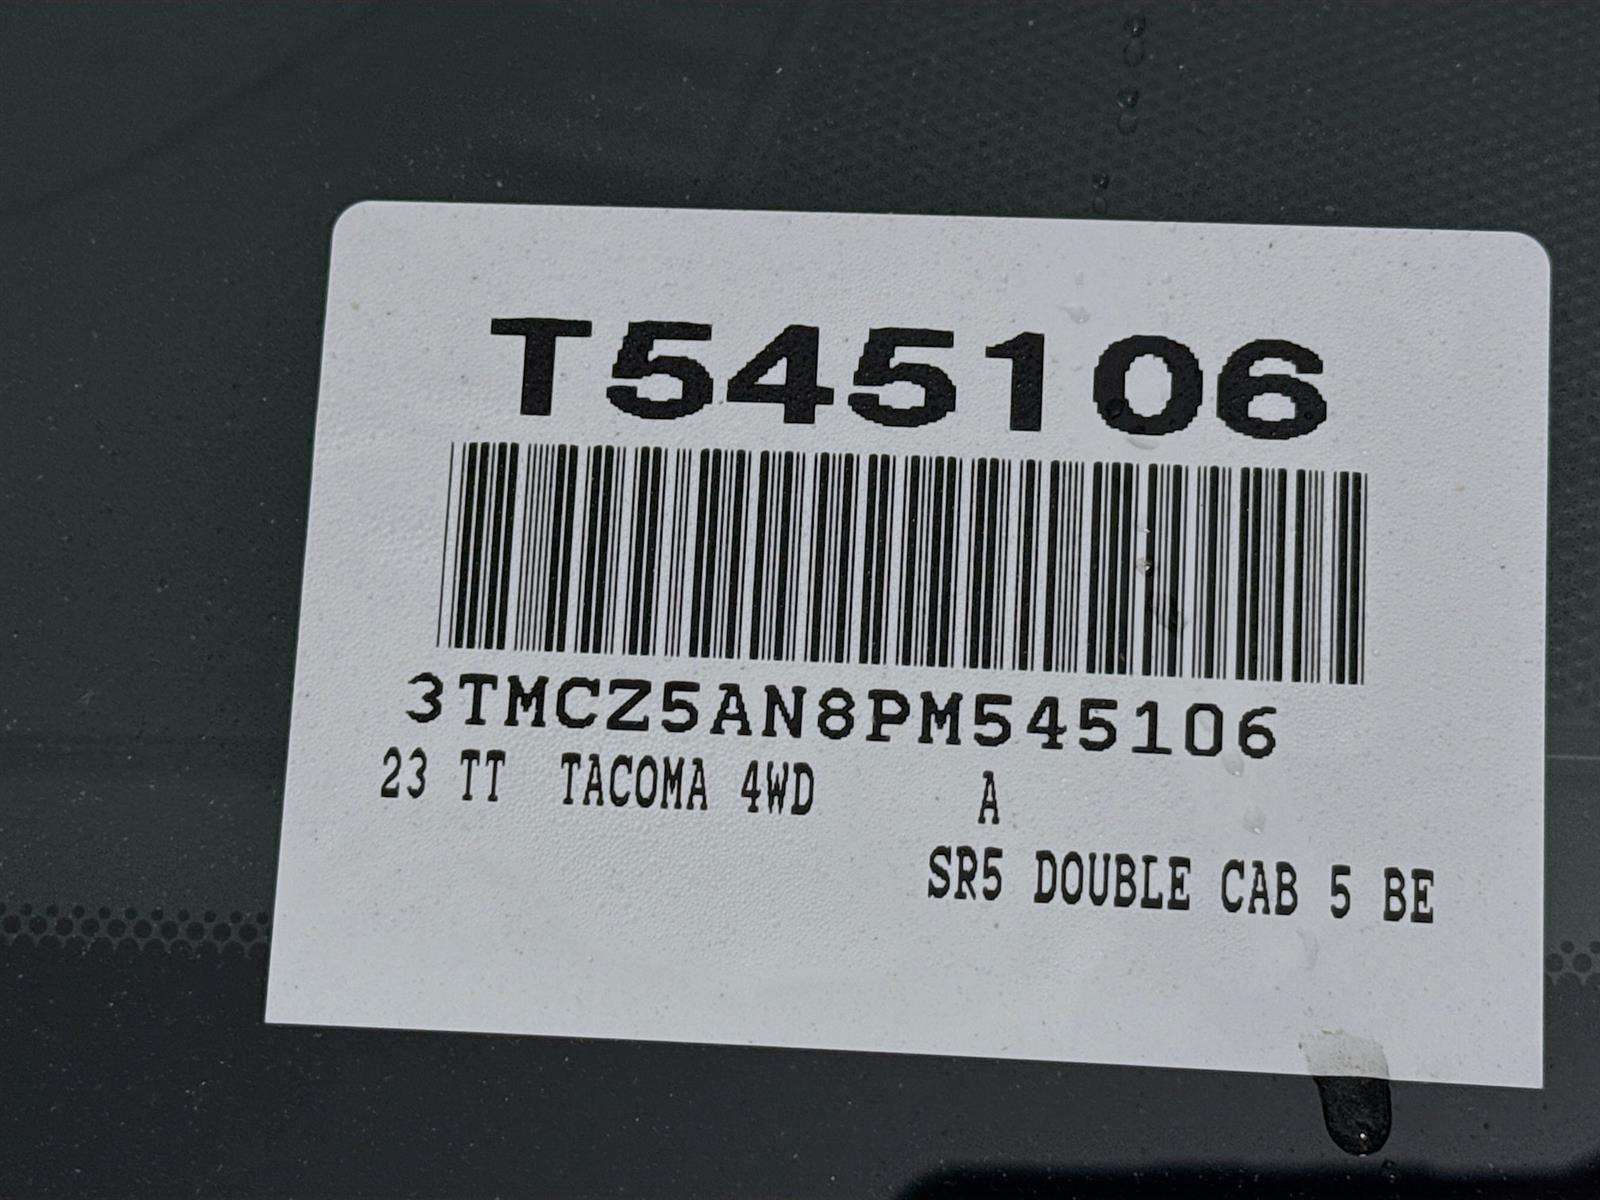 T545106
3TMCZ5AN8PM545106
23 TT TACOMA 4WD A
SR5 DOUBLE CAB 5 BE